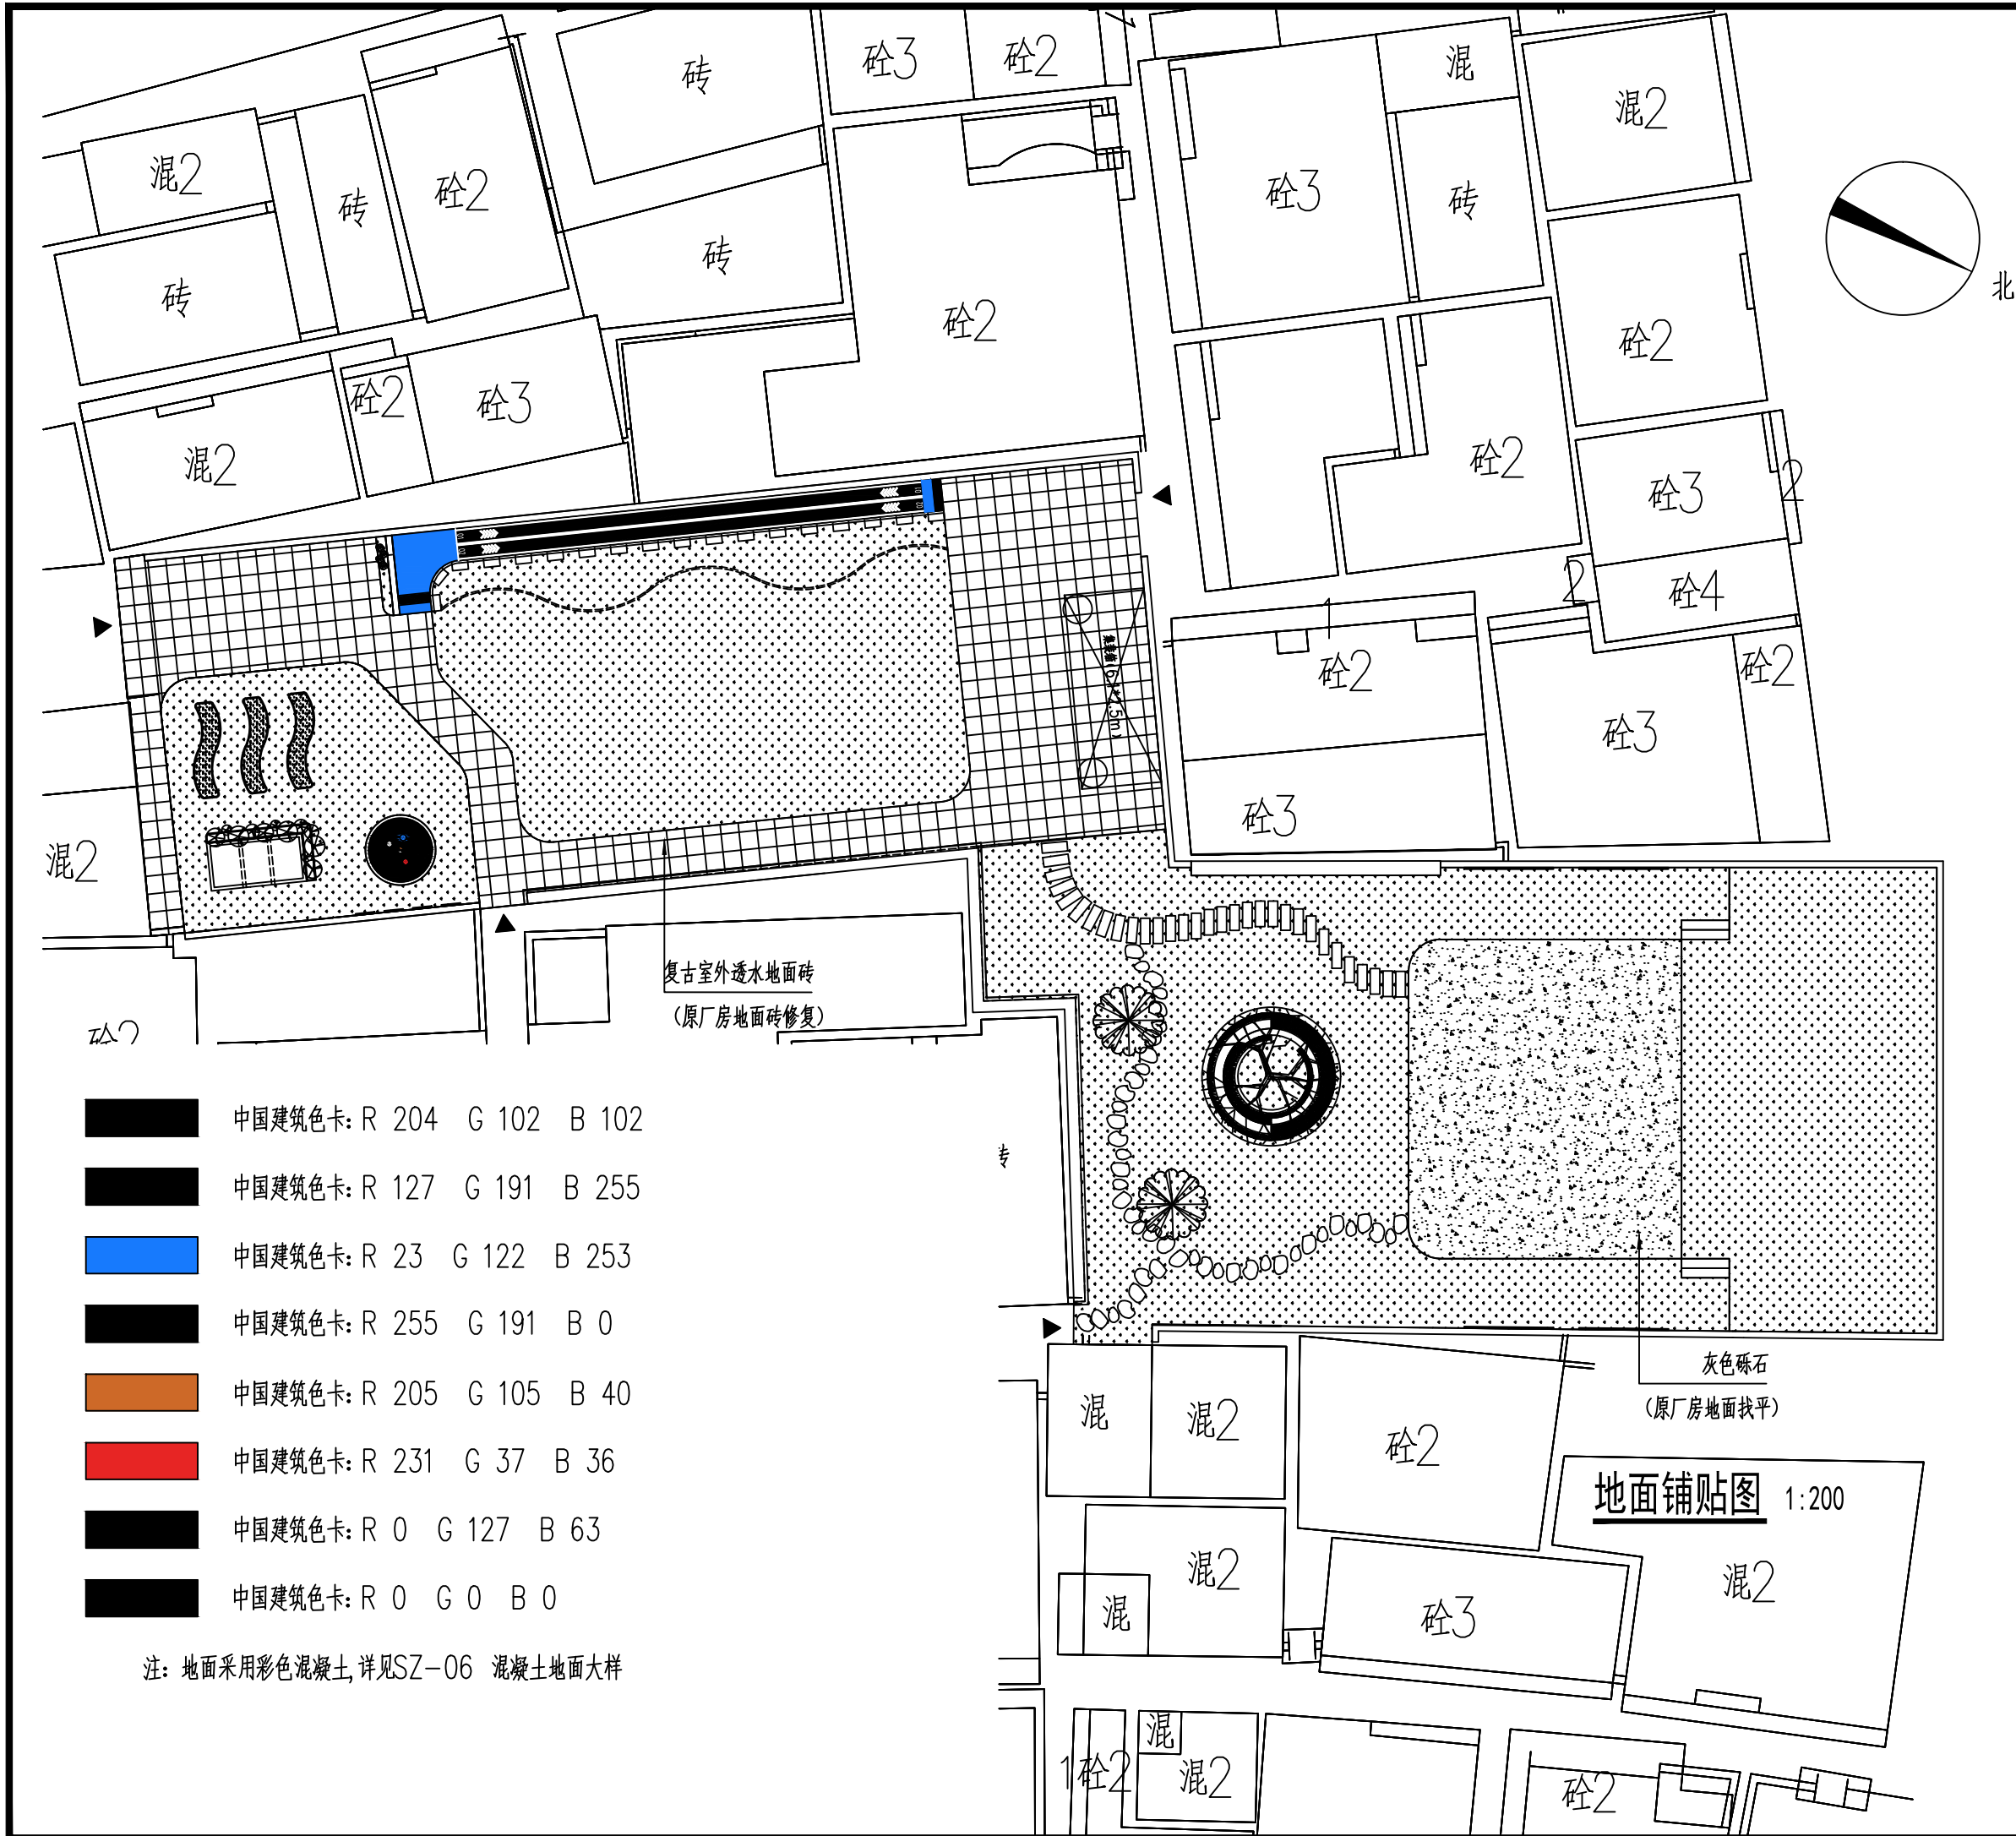 砖
砼3
砼2
混
混2
混2
砖
砼2
砼3
砖
砖
砖
砼2
砼2
北
砼2
砼3
混2
砼2
砼3
2
2
砼4
1
砼2
砼2
砼3
砼3
混2
复古室外透水地面砖
(原厂房地面砖修复)
砼2
中国建筑色卡: R 204 G 102 B 102
中国建筑色卡: R 127 G 191 B 255
中国建筑色卡: R 23 G 122 B 253
中国建筑色卡: R 255 G 191 B 0
中国建筑色卡: R 205 G 105 B 40
中国建筑色卡: R 231 G 37 B 36
中国建筑色卡: R 0 G 127 B 63
中国建筑色卡: R 0 G 0 B 0
注: 地面采用彩色混凝土,详见SZ-06 混凝土地面大样
灰色砾石
(原厂房地面找平)
混
混2
砼2
地面铺贴图 1:200
混2
混
砼3
混2
混
1砼2
混2
砼2